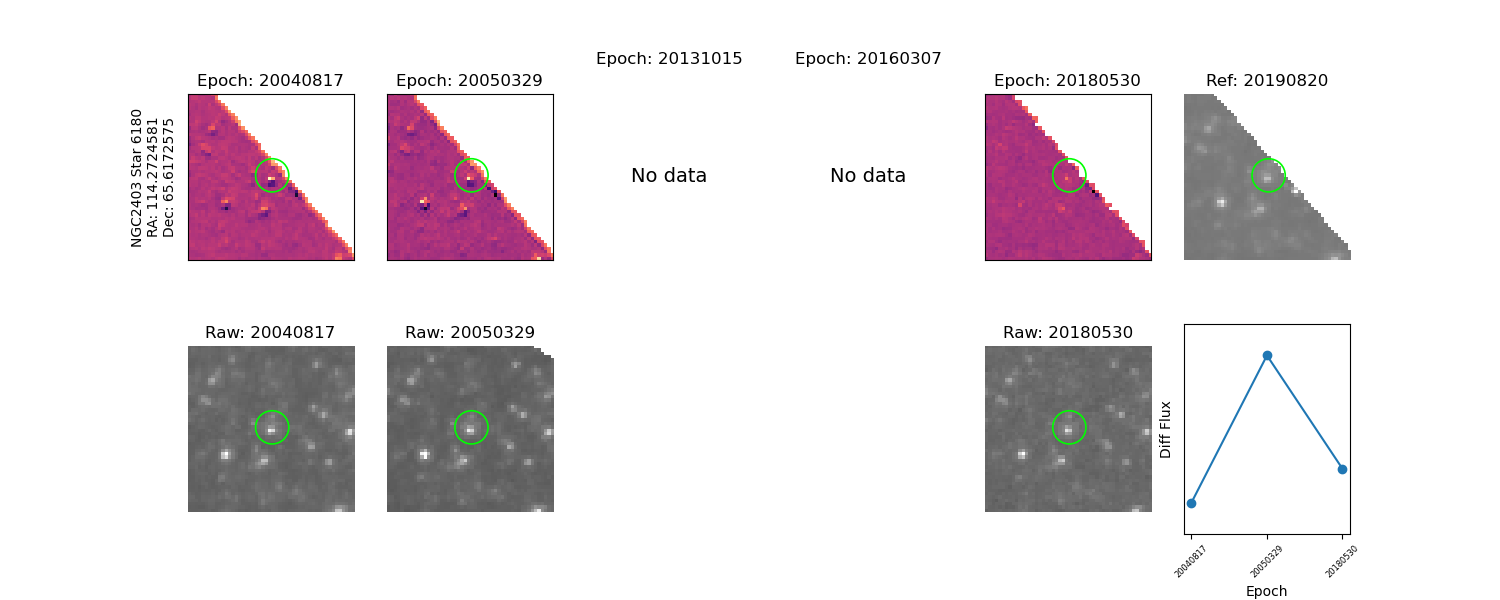 Epoch: 20131015
Epoch: 20160307
Epoch: 20040817
Epoch: 20050329
Epoch: 20180530
Ref: 20190820
NGC2403 Star 6180
RA: 114.2724581
Dec: 65.6172575
No data
No data
Raw: 20040817
Raw: 20050329
Raw: 20180530
Diff Flux
20040817
20050329
20180530
Epoch